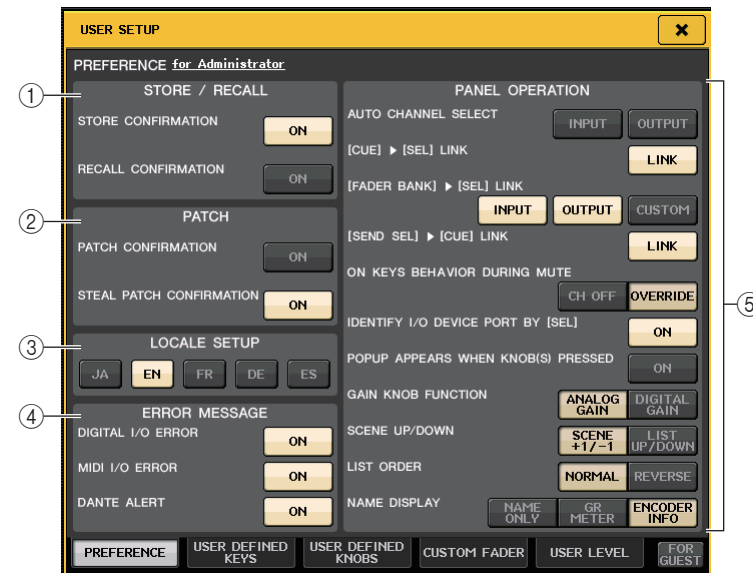 USER SETUP
PREFERENCE for Administrator
① STORE / RECALL
STORE CONFIRMATION ON
RECALL CONFIRMATION ON
② PATCH
PATCH CONFIRMATION ON
STEAL PATCH CONFIRMATION ON
③ LOCALE SETUP
JA EN FR DE ES
④ ERROR MESSAGE
DIGITAL I/O ERROR ON
MIDI I/O ERROR ON
DANTE ALERT ON
PANEL OPERATION
AUTO CHANNEL SELECT INPUT OUTPUT
[CUE] ▶ [SEL] LINK
LINK
[FADER BANK] ▶ [SEL] LINK
INPUT OUTPUT CUSTOM
[SEND SEL] ▶ [CUE] LINK
LINK
ON KEYS BEHAVIOR DURING MUTE
CH OFF OVERRIDE
⑤
IDENTIFY I/O DEVICE PORT BY [SEL]
ON
POPUP APPEARS WHEN KNOB(S) PRESSED
ON
GAIN KNOB FUNCTION ANALOG GAIN DIGITAL GAIN
SCENE UP/DOWN SCENE +1/-1 LIST UP/DOWN
LIST ORDER NORMAL REVERSE
NAME DISPLAY NAME ONLY GR METER ENCODER INFO
PREFERENCE USER DEFINED KEYS USER DEFINED KNOBS CUSTOM FADER USER LEVEL FOR GUEST